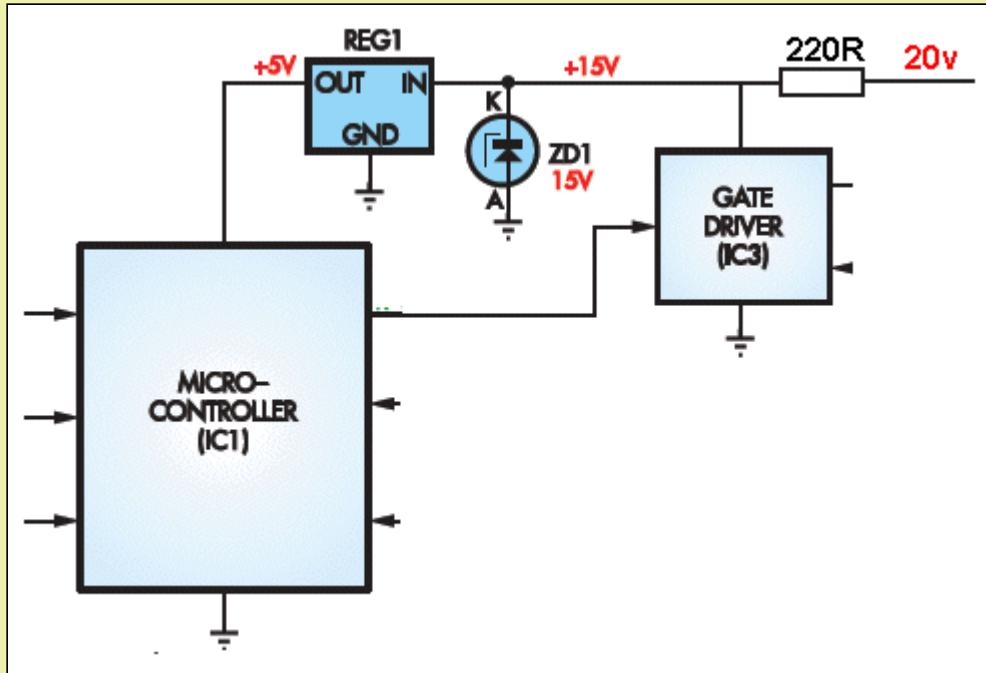 REG1
220R
20v
+5V
OUT IN
+15V
GND
K
ZD1
15V
A
GATE
DRIVER
(IC3)
MICRO–
CONTROLLER
(IC1)